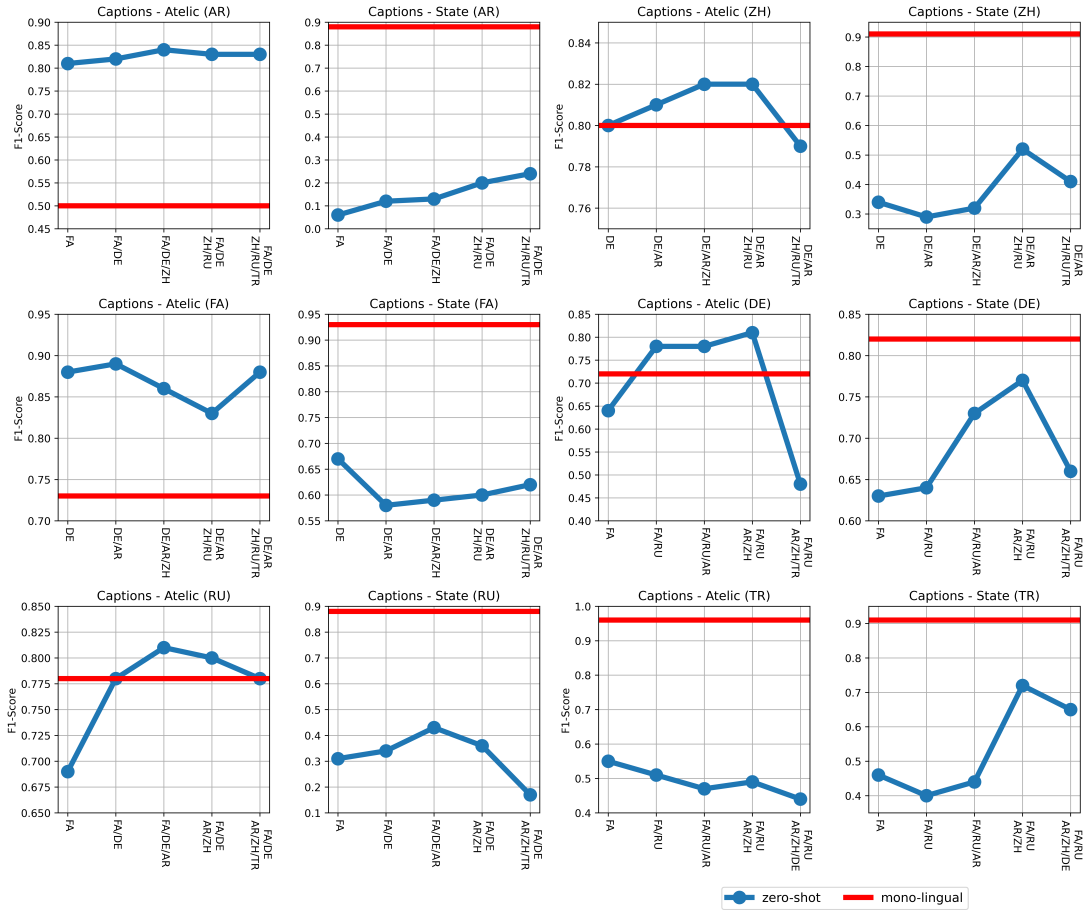 Captions - Atelic (AR)
F1-Score
0.90
0.85
0.80
0.75
0.70
0.65
0.60
0.55
0.50
0.45
FA
FA/DE
FA/DE/ZH
FA/DE
ZH/RU
FA/DE
ZH/RU/TR
Captions - State (AR)
0.9
0.8
0.7
0.6
0.5
0.4
0.3
0.2
0.1
0.0
FA
FA/DE
FA/DE/ZH
FA/DE
ZH/RU
FA/DE
ZH/RU/TR
Captions - Atelic (ZH)
F1-Score
0.84
0.82
0.80
0.78
0.76
DE
DE/AR
DE/AR/ZH
DE/AR
ZH/RU
DE/AR
ZH/RU/TR
Captions - State (ZH)
0.9
0.8
0.7
0.6
0.5
0.4
0.3
DE
DE/AR
DE/AR/ZH
DE/AR
ZH/RU
DE/AR
ZH/RU/TR
Captions - Atelic (FA)
F1-Score
0.95
0.90
0.85
0.80
0.75
0.70
DE
DE/AR
DE/AR/ZH
DE/AR
ZH/RU
DE/AR
ZH/RU/TR
Captions - State (FA)
0.95
0.90
0.85
0.80
0.75
0.70
0.65
0.60
0.55
DE
DE/AR
DE/AR/ZH
DE/AR
ZH/RU
DE/AR
ZH/RU/TR
Captions - Atelic (DE)
F1-Score
0.85
0.80
0.75
0.70
0.65
0.60
0.55
0.50
0.45
0.40
FA
FA/RU
FA/RU/AR
FA/RU
AR/ZH
FA/RU
AR/ZH/TR
Captions - State (DE)
0.85
0.80
0.75
0.70
0.65
0.60
FA
FA/RU
FA/RU/AR
FA/RU
AR/ZH
FA/RU
AR/ZH/TR
Captions - Atelic (RU)
F1-Score
0.850
0.825
0.800
0.775
0.750
0.725
0.700
0.675
0.650
FA
FA/DE
FA/DE/AR
FA/DE
AR/ZH
FA/DE
AR/ZH/TR
Captions - State (RU)
0.9
0.8
0.7
0.6
0.5
0.4
0.3
0.2
0.1
FA
FA/DE
FA/DE/AR
FA/DE
AR/ZH
FA/DE
AR/ZH/TR
Captions - Atelic (TR)
F1-Score
1.0
0.9
0.8
0.7
0.6
0.5
0.4
FA
FA/RU
FA/RU/AR
FA/RU
AR/ZH
FA/RU
AR/ZH/DE
Captions - State (TR)
0.9
0.8
0.7
0.6
0.5
0.4
FA
FA/RU
FA/RU/AR
FA/RU
AR/ZH
FA/RU
AR/ZH/DE
zero-shot
mono-lingual